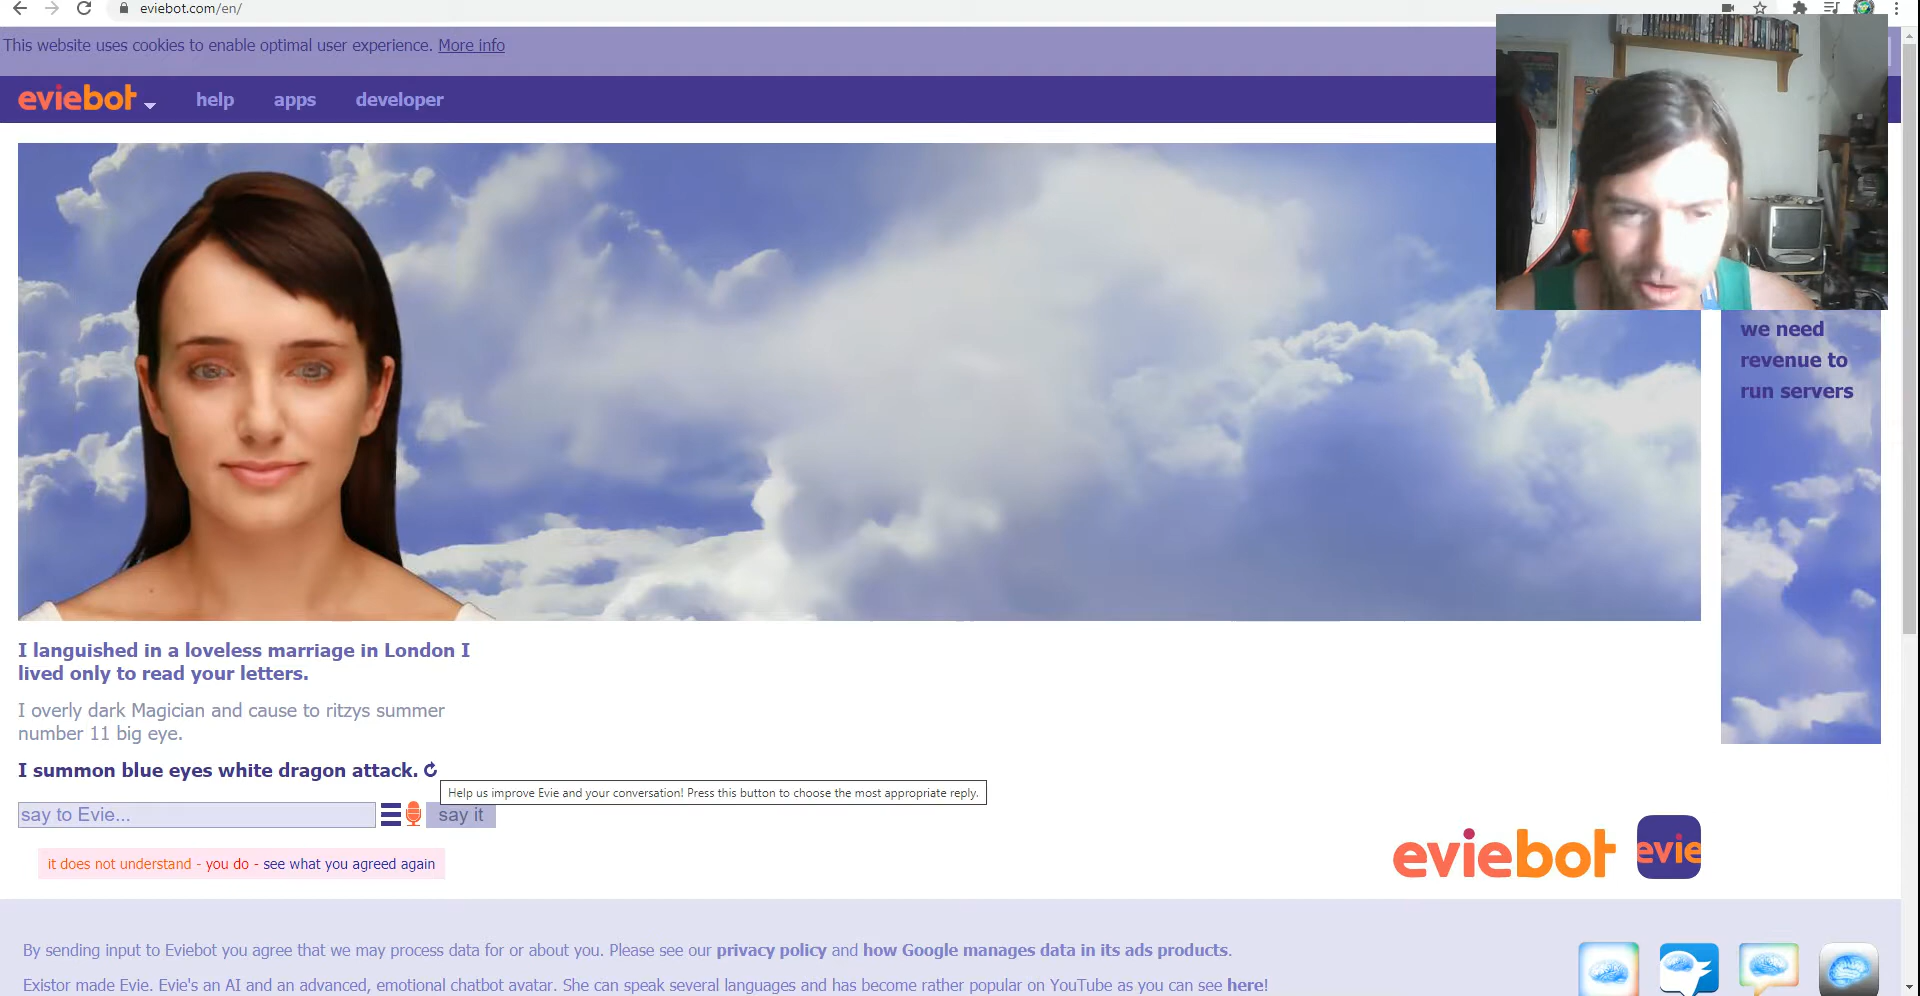 eviebot.com/en/
This website uses cookies to enable optimal user experience. More info
eviebot help apps developer
we need
revenue to
run servers
I languished in a loveless marriage in London I
lived only to read your letters.
I overly dark Magician and cause to ritzys summer
number 11 big eye.
I summon blue eyes white dragon attack.
Help us improve Evie and your conversation! Press this button to choose the most appropriate reply.
say to Evie... say it
it does not understand - you do - see what you agreed again
eviebot evie
By sending input to Eviebot you agree that we may process data for or about you. Please see our privacy policy and how Google manages data in its ads products.
Existor made Evie. Evie's an AI and an advanced, emotional chatbot avatar. She can speak several languages and has become rather popular on YouTube as you can see here!